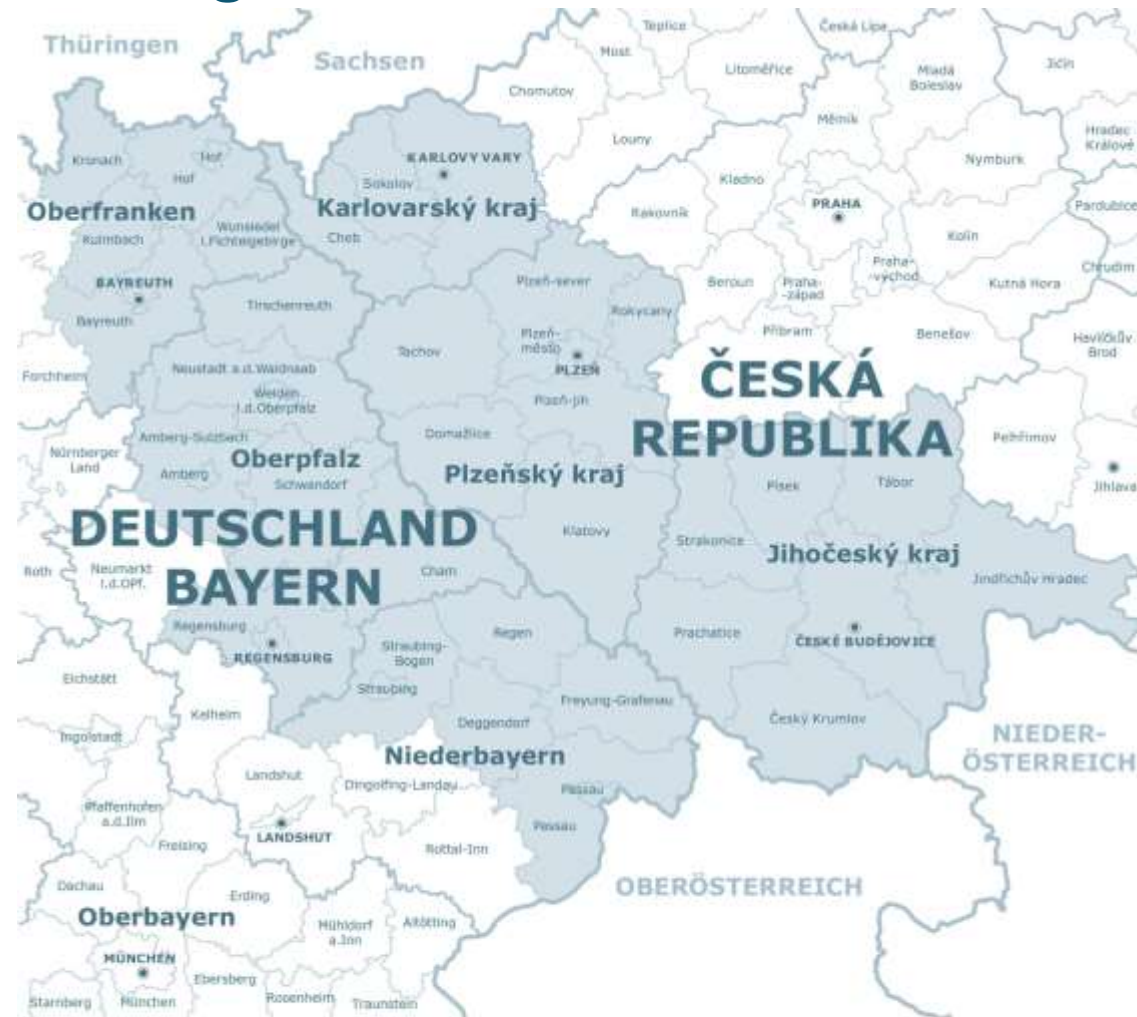 Thüringen
Sachsen
Teplice
Česká Lípa
Most
Litoměřice
Mladá
Boleslav
Jičín
Chomutov
Louny
Mělník
Hradec
Králové
Kronach
Hof
Hof
KARLOVY VARY
Sokolov
Kladno
Nymburk
Oberfranken
Karlovarský kraj
Rakovník
PRAHA
Pardubice
Kulmbach
Wunsiedel
i.Fichtelgebirge
Cheb
Kolín
BAYREUTH
Plzeň-sever
Beroun
Praha-
-západ
Praha-
-východ
Kutná Hora
Chrudim
Bayreuth
Tirschenreuth
Rokycany
Plzeň-
město
Příbram
Benešov
Havlíčkův
Brod
Tachov
PLZEŇ
Forchheim
Neustadt a.d.Waldnaab
Weiden
i.d.Oberpfalz
Plzeň-jih
ČESKÁ
REPUBLIKA
Amberg-Sulzbach
Domažlice
Pelhřimov
Nürnberger
Land
Oberpfalz
Amberg
Schwandorf
Plzeňský kraj
Písek
Tábor
Jihlava
DEUTSCHLAND
BAYERN
Klatovy
Strakonice
Jihočeský kraj
Roth
Neumarkt
i.d.OPf.
Cham
Jindřichův Hradec
Regensburg
REGENSBURG
Straubing-
Bogen
Regen
Prachatice
ČESKÉ BUDĚJOVICE
Eichstätt
Straubing
Freyung-Grafenau
Kelheim
Deggendorf
Český Krumlov
Ingolstadt
Niederbayern
NIEDER-
ÖSTERREICH
Landshut
Dingolfing-Landau
Passau
Pfaffenhofen
a.d.Ilm
LANDSHUT
Passau
Freising
Rottal-Inn
Dachau
Erding
OBERÖSTERREICH
Oberbayern
Mühldorf
a.Inn
Altötting
MÜNCHEN
Ebersberg
Starnberg
München
Rosenheim
Traunstein